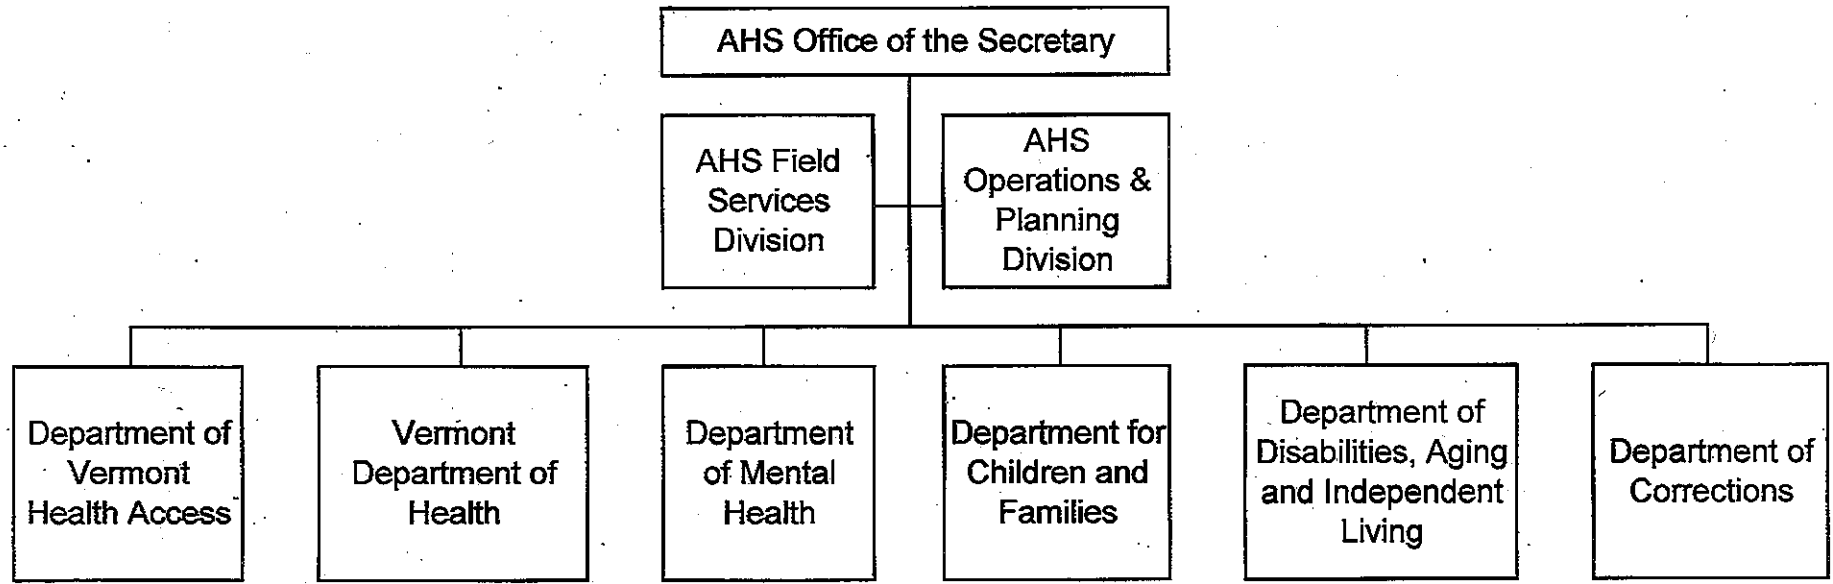 AHS Office of the Secretary
AHS Field
Services
Division
AHS
Operations &
Planning
Division
Department of
Vermont
Health Access
Vermont
Department of
Health
Department
of Mental
Health
Department for
Children and
Families
Department of
Disabilities, Aging
and Independent
Living
Department of
Corrections